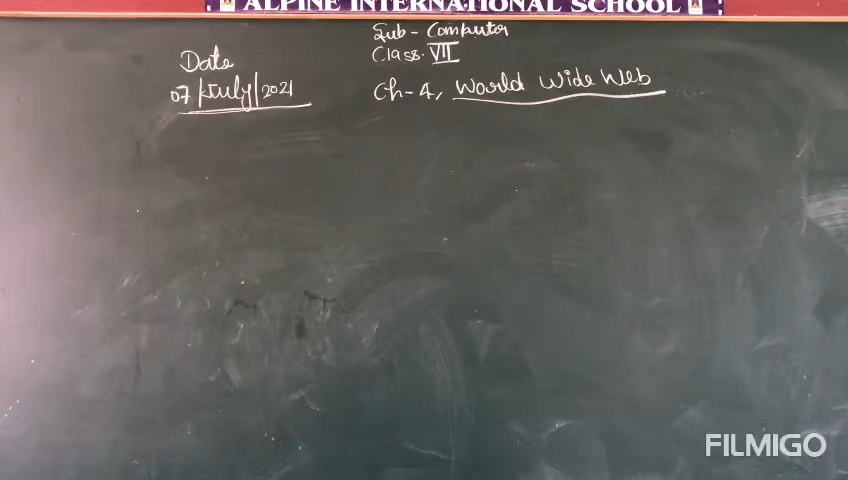 ALPINE INTERNATIONAL SCHOOL
Sub - Computer
Class. VII
Date
07/July/2021
Ch-4, World Wide Web
FILMIGO